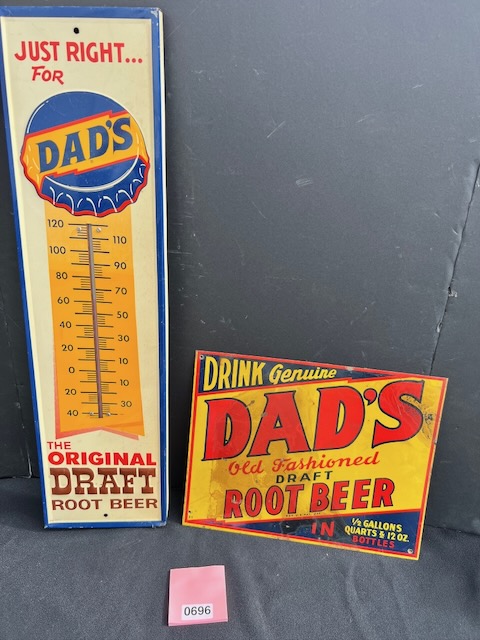 JUST RIGHT...
FOR
DAD'S
120
110
100
90
80
70
60
50
40
30
20
10
0
10
20
30
40
THE
ORIGINAL
DRAFT
ROOT BEER
DRINK Genuine
DAD'S
Old Fashioned
DRAFT
ROOT BEER
IN
½ GALLONS
QUARTS & 12 OZ.
BOTTLES
0696